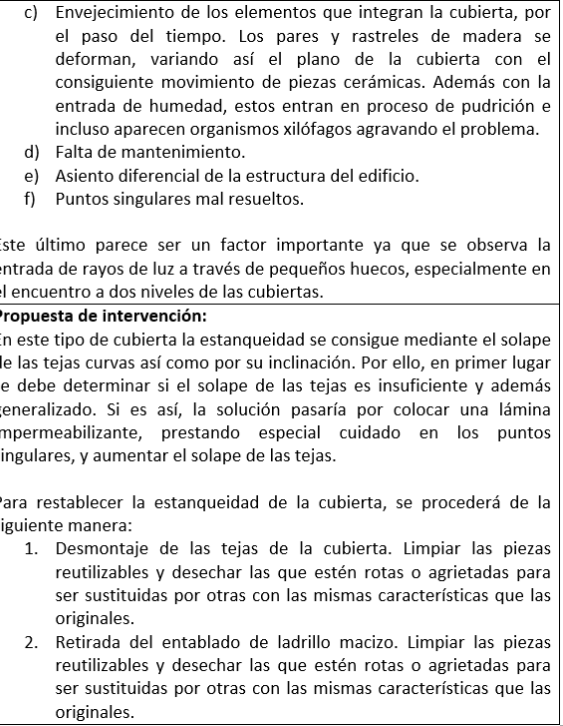 c) Envejecimiento de los elementos que integran la cubierta, por
el paso del tiempo. Los pares y rastreles de madera se
deforman, variando así el plano de la cubierta con el
consiguiente movimiento de piezas cerámicas. Además con la
entrada de humedad, estos entran en proceso de pudrición e
incluso aparecen organismos xilófagos agravando el problema.
d) Falta de mantenimiento.
e) Asiento diferencial de la estructura del edificio.
f) Puntos singulares mal resueltos.
Este último parece ser un factor importante ya que se observa la
entrada de rayos de luz a través de pequeños huecos, especialmente en
el encuentro a dos niveles de las cubiertas.
Propuesta de intervención:
En este tipo de cubierta la estanqueidad se consigue mediante el solape
de las tejas curvas así como por su inclinación. Por ello, en primer lugar
se debe determinar si el solape de las tejas es insuficiente y además
generalizado. Si es así, la solución pasaría por colocar una lámina
impermeabilizante, prestando especial cuidado en los puntos
singulares, y aumentar el solape de las tejas.
Para restablecer la estanqueidad de la cubierta, se procederá de la
siguiente manera:
1. Desmontaje de las tejas de la cubierta. Limpiar las piezas
reutilizables y desechar las que estén rotas o agrietadas para
ser sustituidas por otras con las mismas características que las
originales.
2. Retirada del entablado de ladrillo macizo. Limpiar las piezas
reutilizables y desechar las que estén rotas o agrietadas para
ser sustituidas por otras con las mismas características que las
originales.